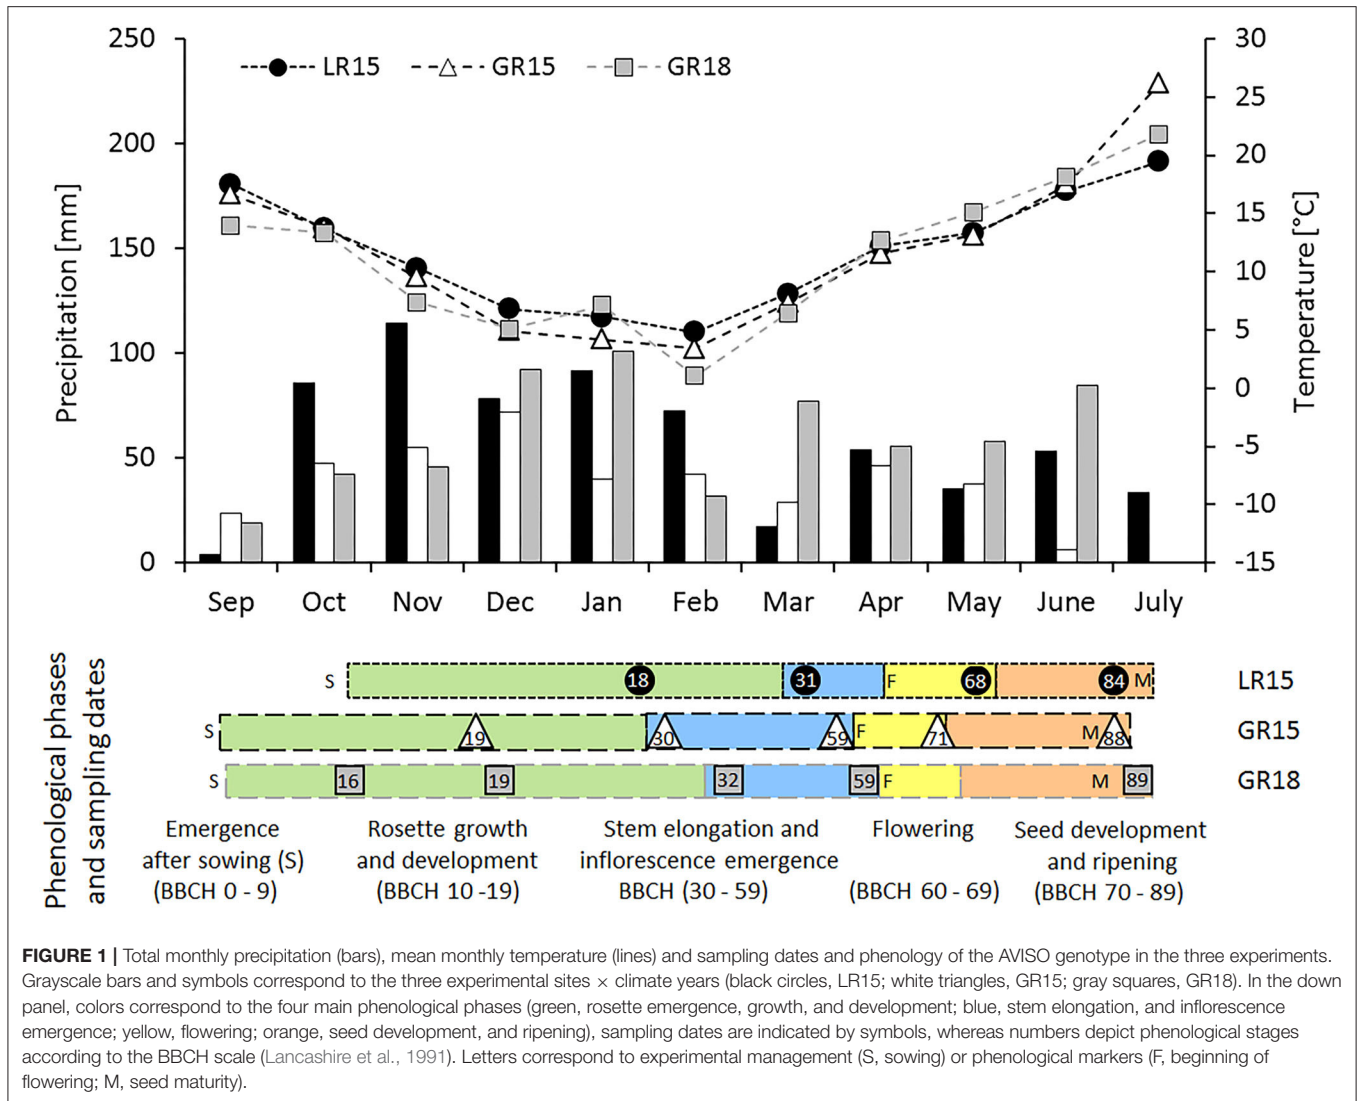 250
200
150
100
50
0
Precipitation [mm]
LR15 GR15 GR18
30
25
20
15
10
5
0
-5
-10
-15
Temperature [°C]
Sep Oct Nov Dec Jan Feb Mar Apr May June July
Phenological phases
and sampling dates
S 18 31 F 68 84 M LR15
S 19 30 59 F 71 M 88 GR15
S 16 19 32 59 F M 89 GR18
Emergence
after sowing (S)
(BBCH 0 - 9)
Rosette growth
and development
(BBCH 10 -19)
Stem elongation and
inflorescence emergence
BBCH (30 - 59)
Flowering
(BBCH 60 - 69)
Seed development
and ripening
(BBCH 70 - 89)
FIGURE 1 | Total monthly precipitation (bars), mean monthly temperature (lines) and sampling dates and phenology of the AVISO genotype in the three experiments.
Grayscale bars and symbols correspond to the three experimental sites × climate years (black circles, LR15; white triangles, GR15; gray squares, GR18). In the down
panel, colors correspond to the four main phenological phases (green, rosette emergence, growth, and development; blue, stem elongation, and inflorescence
emergence; yellow, flowering; orange, seed development, and ripening), sampling dates are indicated by symbols, whereas numbers depict phenological stages
according to the BBCH scale (Lancashire et al., 1991). Letters correspond to experimental management (S, sowing) or phenological markers (F, beginning of
flowering; M, seed maturity).